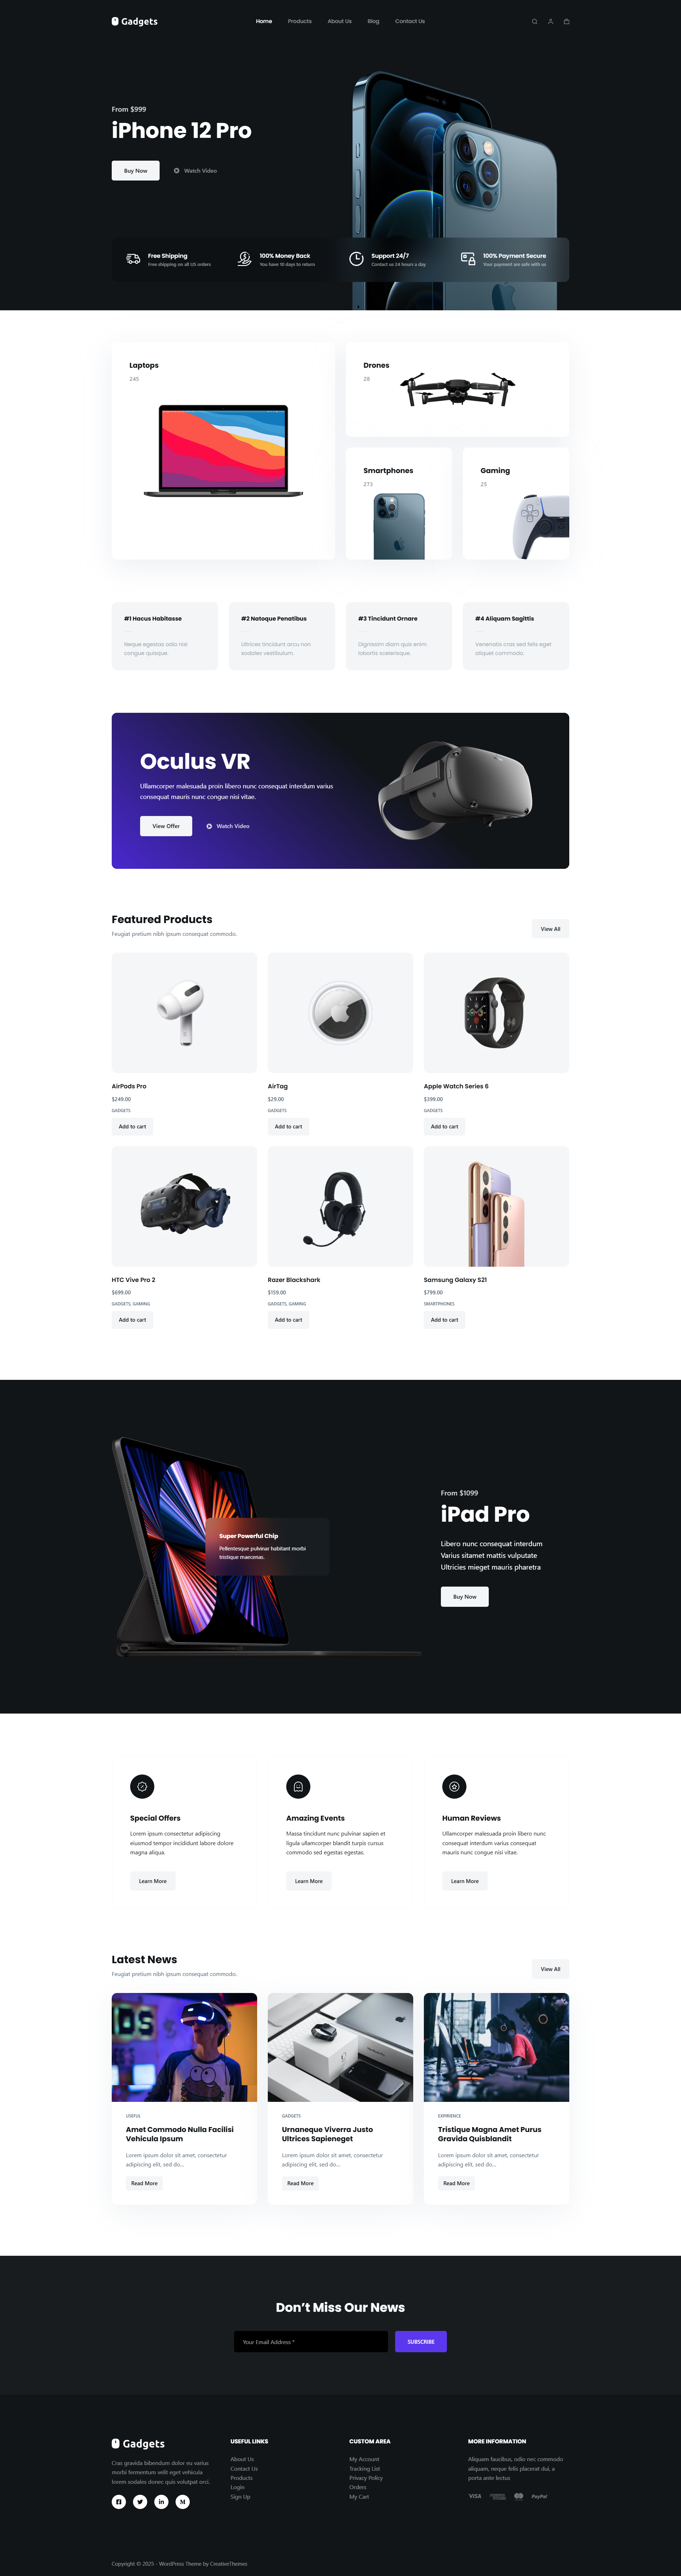 Gadgets
Home Products About Us Blog Contact Us
From $999
iPhone 12 Pro
Buy Now Watch Video
Free Shipping
Free shipping on all US orders
100% Money Back
You have 10 days to return
Support 24/7
Contact us 24 hours a day
100% Payment Secure
Your payment are safe with us
Laptops
245
Drones
28
Smartphones
273
Gaming
25
#1 Hacus Habitasse
Neque egestas odio nisl
congue quisque.
#2 Natoque Penatibus
Ultrices tincidunt arcu non
sodales vestibulum.
#3 Tincidunt Ornare
Dignissim diam quis enim
lobortis scelerisque.
#4 Aliquam Sagittis
Venenatis cras sed felis eget
aliquet commodo.
Oculus VR
Ullamcorper malesuada proin libero nunc consequat interdum varius
consequat mauris nunc congue nisi vitae.
View Offer Watch Video
Featured Products
Feugiat pretium nibh ipsum consequat commodo.
View All
AirPods Pro
$249.00
GADGETS
Add to cart
AirTag
$29.00
GADGETS
Add to cart
Apple Watch Series 6
$399.00
GADGETS
Add to cart
HTC Vive Pro 2
$699.00
GADGETS, GAMING
Add to cart
Razer Blackshark
$159.00
GADGETS, GAMING
Add to cart
Samsung Galaxy S21
$799.00
SMARTPHONES
Add to cart
Super Powerful Chip
Pellentesque pulvinar habitant morbi
tristique maecenas.
From $1099
iPad Pro
Libero nunc consequat interdum
Varius sitamet mattis vulputate
Ultricies mieget mauris pharetra
Buy Now
Special Offers
Lorem ipsum consectetur adipiscing
eiusmod tempor incididunt labore dolore
magna aliqua.
Learn More
Amazing Events
Massa tincidunt nunc pulvinar sapien et
ligula ullamcorper blandit turpis cursus
commodo sed egestas egestas.
Learn More
Human Reviews
Ullamcorper malesuada proin libero nunc
consequat interdum varius consequat
mauris nunc congue nisi vitae.
Learn More
Latest News
Feugiat pretium nibh ipsum consequat commodo.
View All
USEFUL
Amet Commodo Nulla Facilisi
Vehicula Ipsum
Lorem ipsum dolor sit amet, consectetur
adipiscing elit, sed do...
Read More
GADGETS
Urnaneque Viverra Justo
Ultrices Sapieneget
Lorem ipsum dolor sit amet, consectetur
adipiscing elit, sed do...
Read More
EXPIRIENCE
Tristique Magna Amet Purus
Gravida Quisblandit
Lorem ipsum dolor sit amet, consectetur
adipiscing elit, sed do...
Read More
Don't Miss Our News
Your Email Address *
SUBSCRIBE
Gadgets
Cras gravida bibendum dolor eu varius
morbi fermentum velit eget vehicula
lorem sodales donec quis volutpat orci.
USEFUL LINKS
About Us
Contact Us
Products
Login
Sign Up
CUSTOM AREA
My Account
Tracking List
Privacy Policy
Orders
My Cart
MORE INFORMATION
Aliquam faucibus, odio nec commodo
aliquam, neque felis placerat dui, a
porta ante lectus
VISA PayPal
Copyright © 2025 - WordPress Theme by CreativeThemes